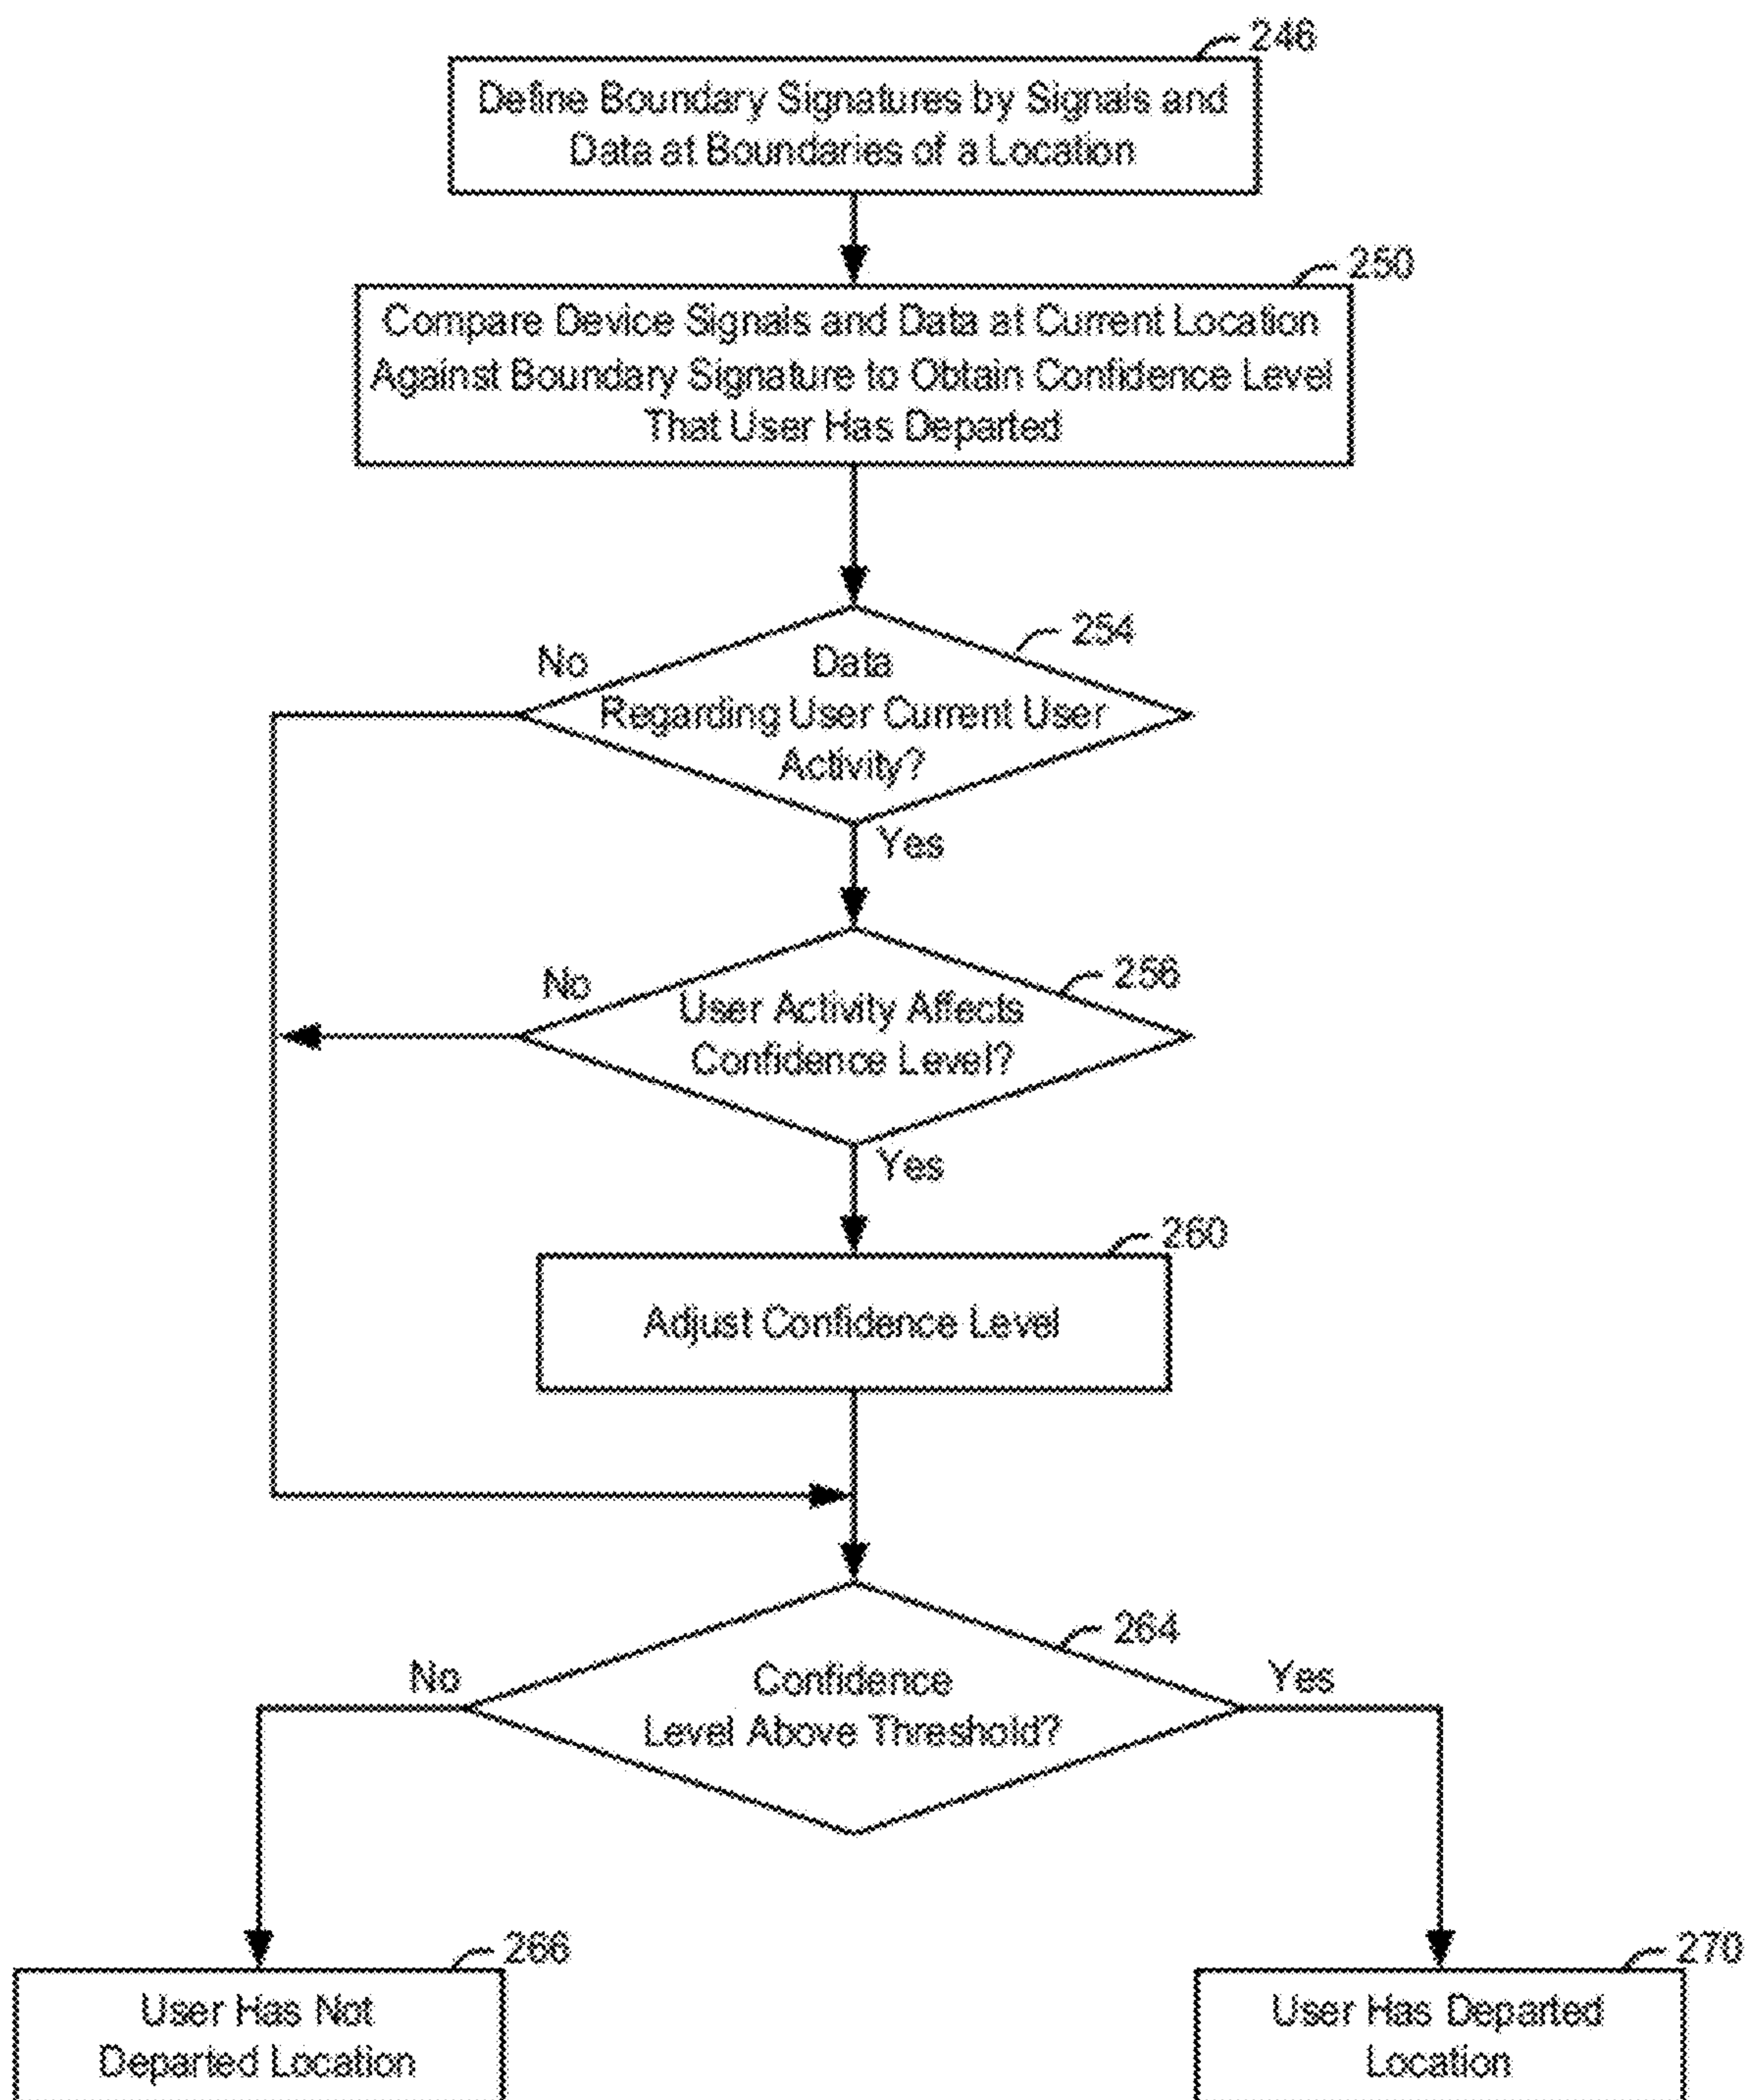 246
Define Boundary Signatures by Signals and
Data at Boundaries of a Location
250
Compare Device Signals and Data at Current Location
Against Boundary Signature to Obtain Confidence Level
That User Has Departed
254
No
Data
Regarding User Current User
Activity?
Yes
256
No
User Activity Affects
Confidence Level?
Yes
260
Adjust Confidence Level
264
No
Yes
Confidence
Level Above Threshold?
266
270
User Has Not
Departed Location
User Has Departed
Location